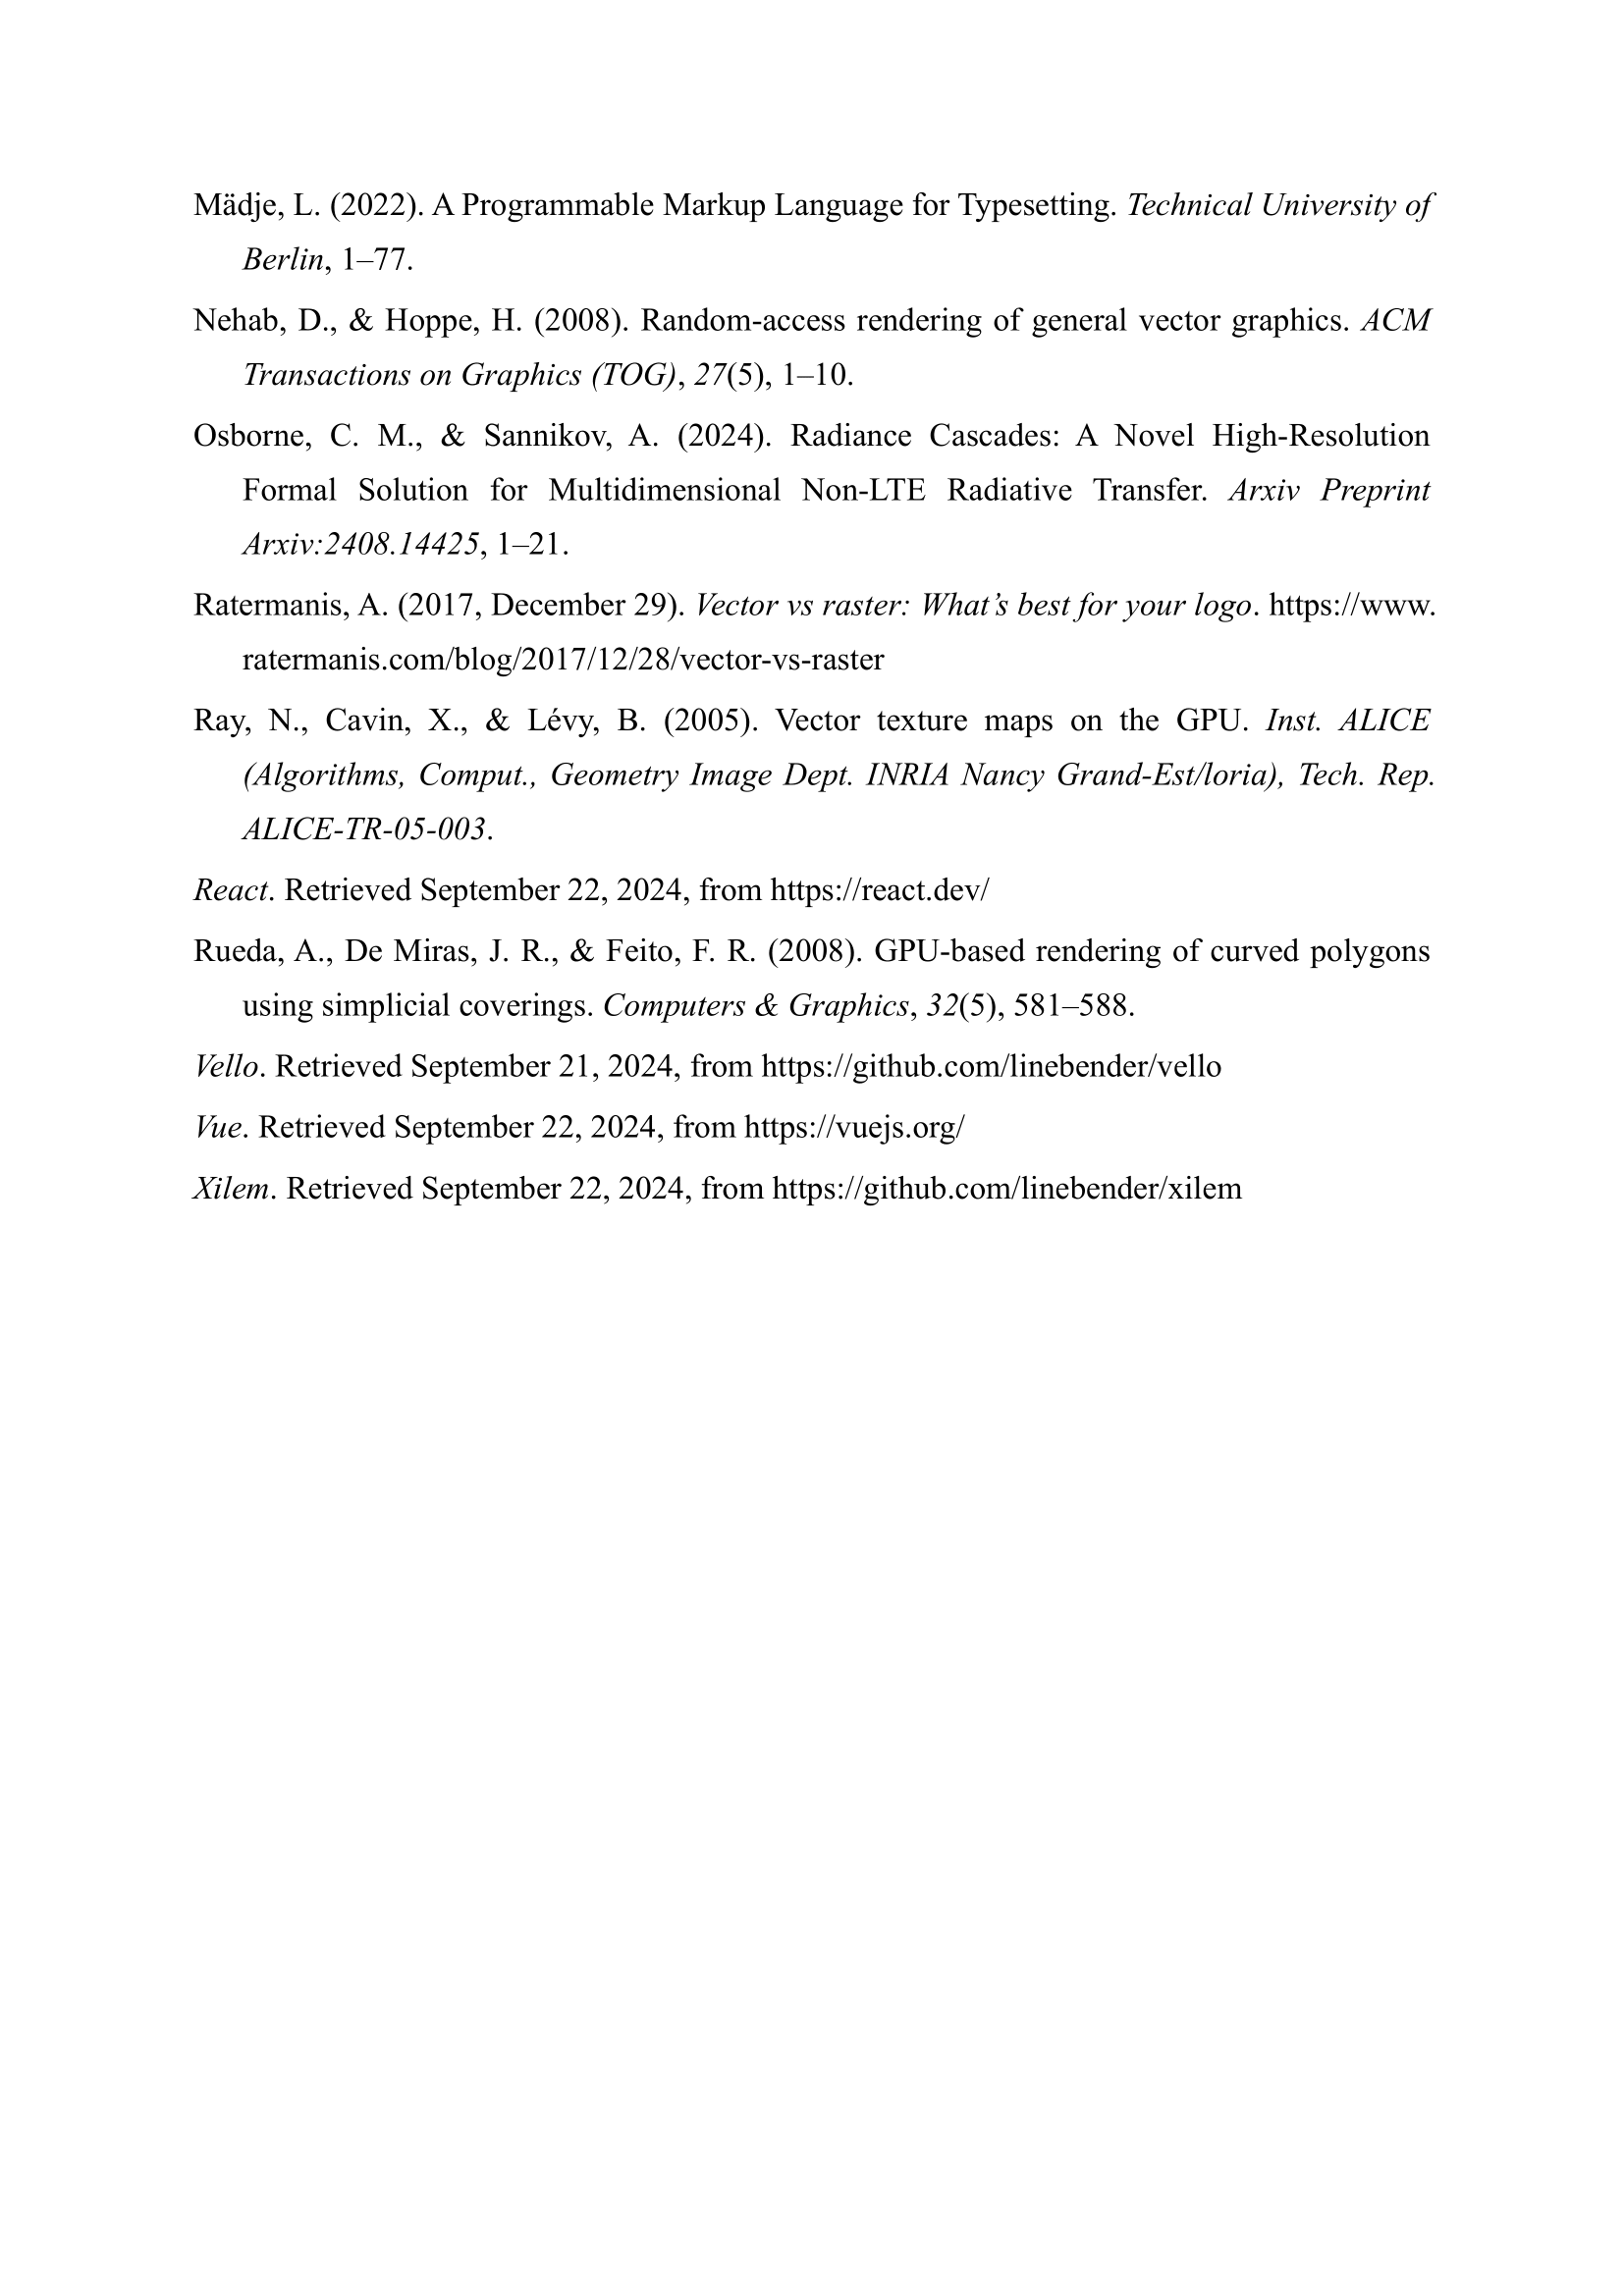 Mädje, L. (2022). A Programmable Markup Language for Typesetting. Technical University of
Berlin, 1–77.
Nehab, D., & Hoppe, H. (2008). Random-access rendering of general vector graphics. ACM
Transactions on Graphics (TOG), 27(5), 1–10.
Osborne, C. M., & Sannikov, A. (2024). Radiance Cascades: A Novel High-Resolution
Formal Solution for Multidimensional Non-LTE Radiative Transfer. Arxiv Preprint
Arxiv:2408.14425, 1–21.
Ratermanis, A. (2017, December 29). Vector vs raster: What’s best for your logo. https://www.
ratermanis.com/blog/2017/12/28/vector-vs-raster
Ray, N., Cavin, X., & Lévy, B. (2005). Vector texture maps on the GPU. Inst. ALICE
(Algorithms, Comput., Geometry Image Dept. INRIA Nancy Grand-Est/loria), Tech. Rep.
ALICE-TR-05-003.
React. Retrieved September 22, 2024, from https://react.dev/
Rueda, A., De Miras, J. R., & Feito, F. R. (2008). GPU-based rendering of curved polygons
using simplicial coverings. Computers & Graphics, 32(5), 581–588.
Vello. Retrieved September 21, 2024, from https://github.com/linebender/vello
Vue. Retrieved September 22, 2024, from https://vuejs.org/
Xilem. Retrieved September 22, 2024, from https://github.com/linebender/xilem